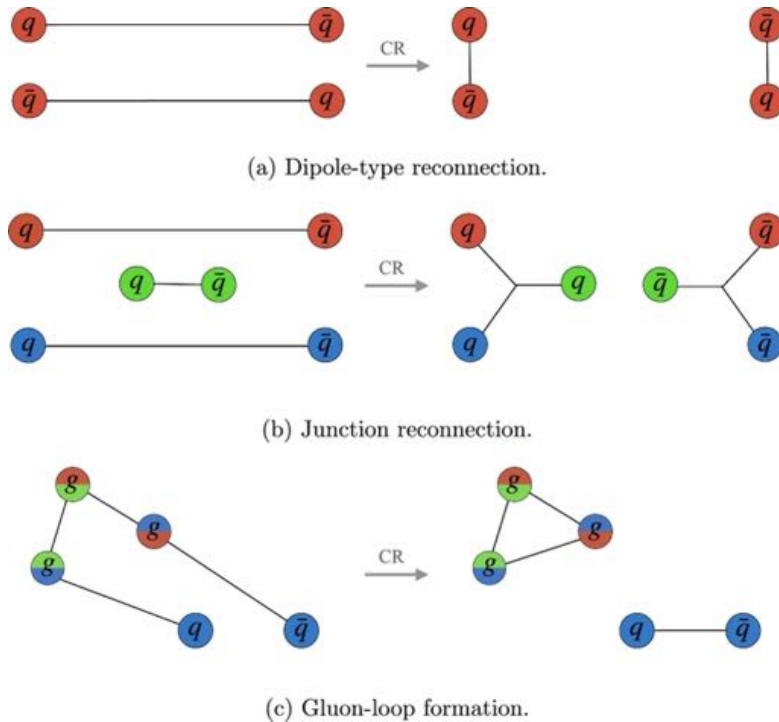 q q̄ CR q q̄
q̄ q q̄ q
(a) Dipole-type reconnection.
q q̄ q q̄
q q̄ CR q q̄
q q̄ q q̄
(b) Junction reconnection.
g g
g g
g CR g
q q̄ q q̄
(c) Gluon-loop formation.